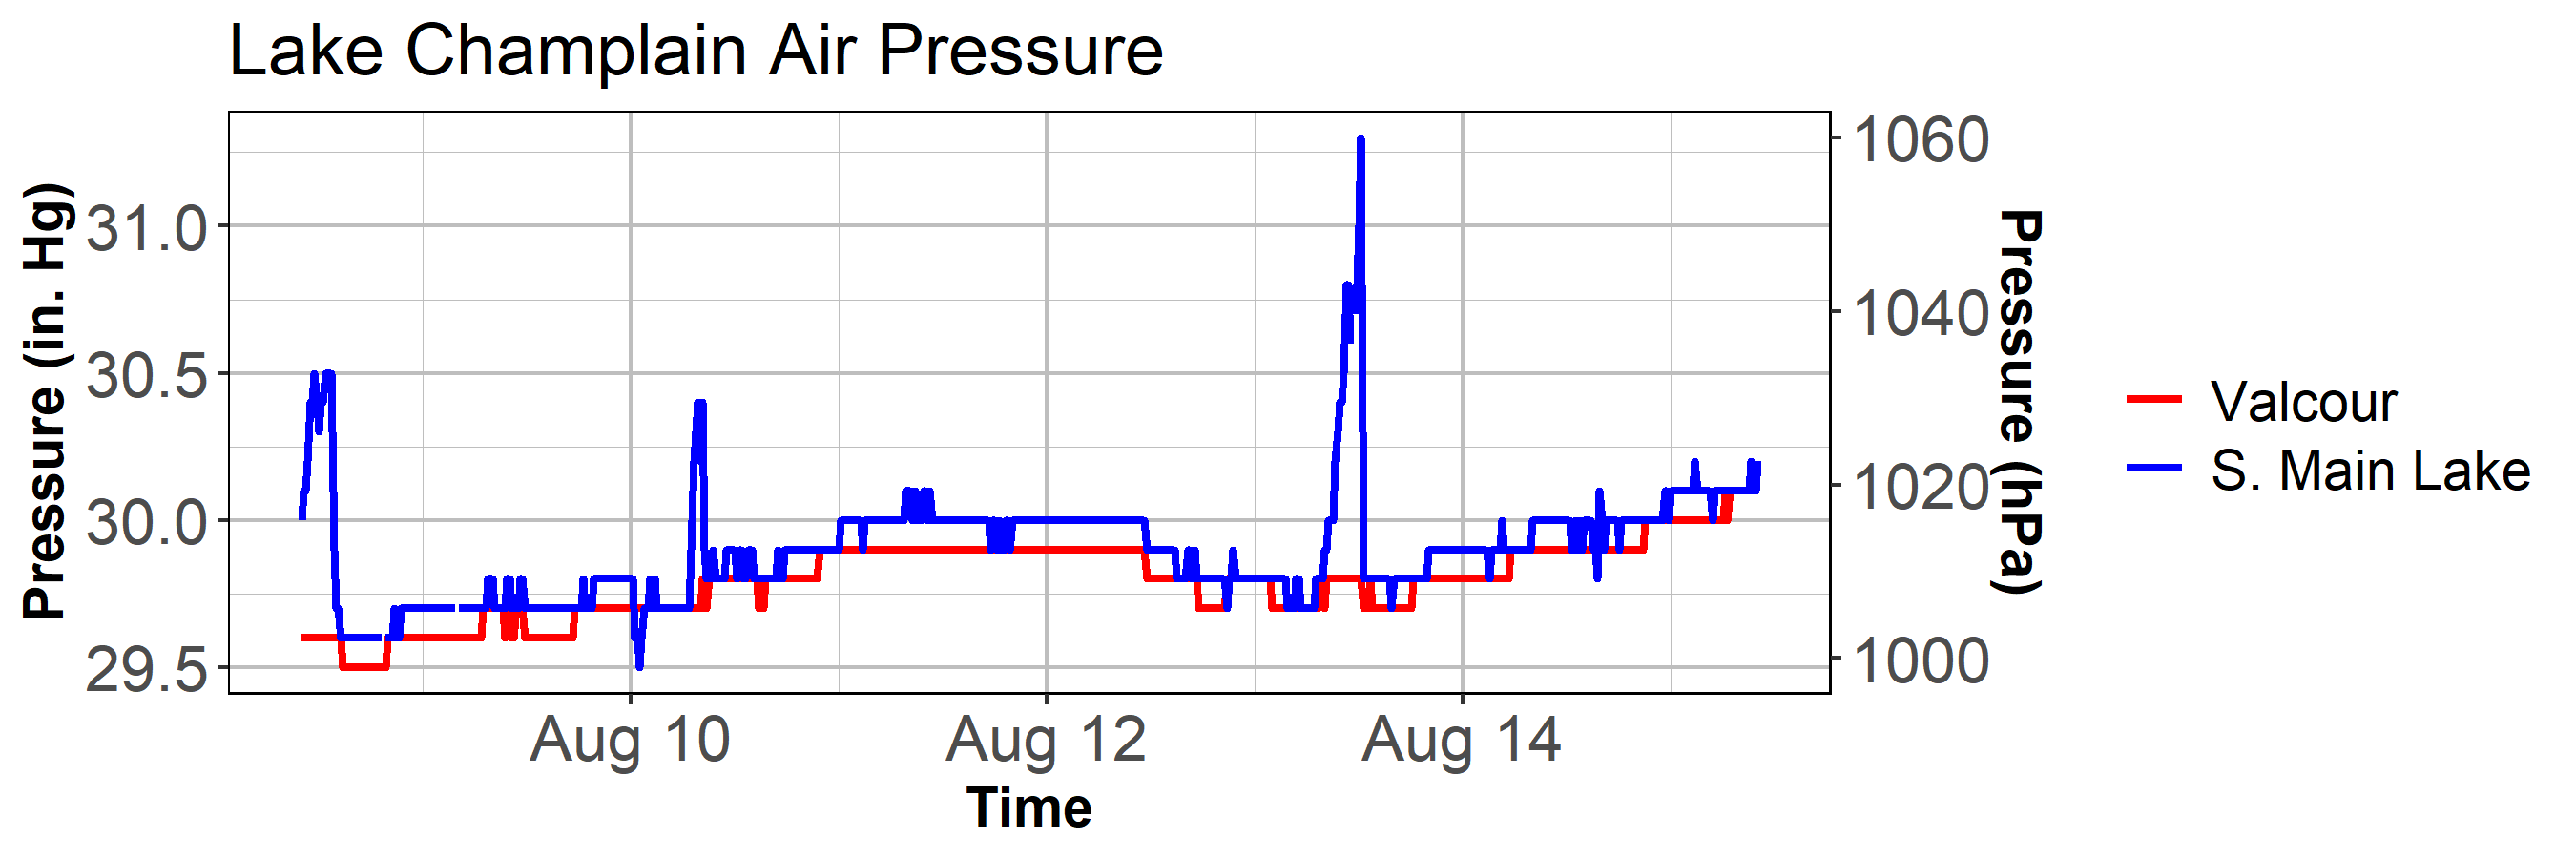 Lake Champlain Air Pressure
Pressure (in. Hg)
31.0
30.5
30.0
29.5
1060
1040
1020
1000
Pressure (hPa)
Aug 10
Aug 12
Aug 14
Time
Valcour
S. Main Lake